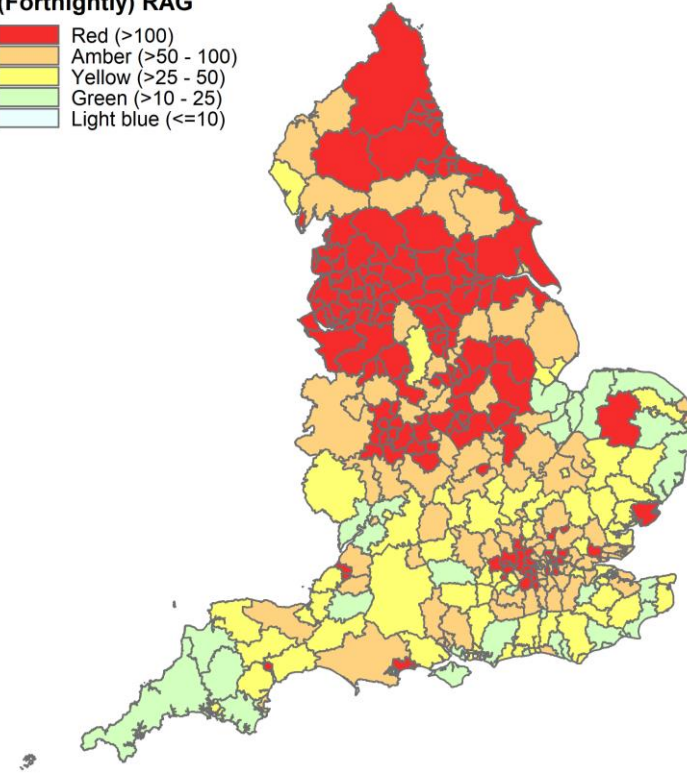 (Fortnightly) RAG
Red (>100)
Amber (>50 - 100)
Yellow (>25 - 50)
Green (>10 - 25)
Light blue (<=10)